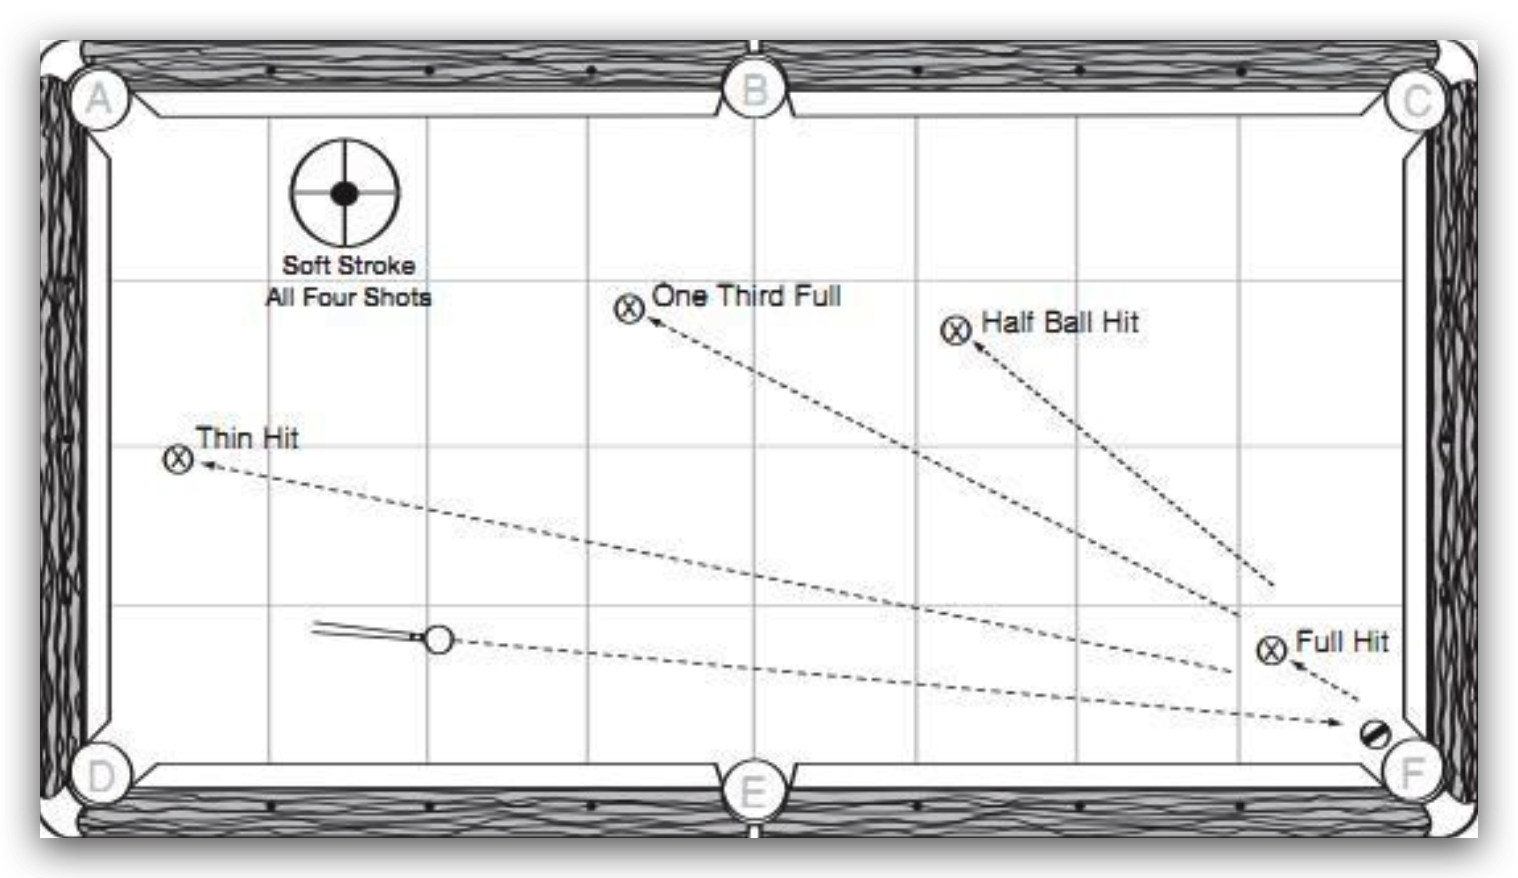 A
B
C
Soft Stroke
All Four Shots
One Third Full
Half Ball Hit
Thin Hit
Full Hit
D
E
F